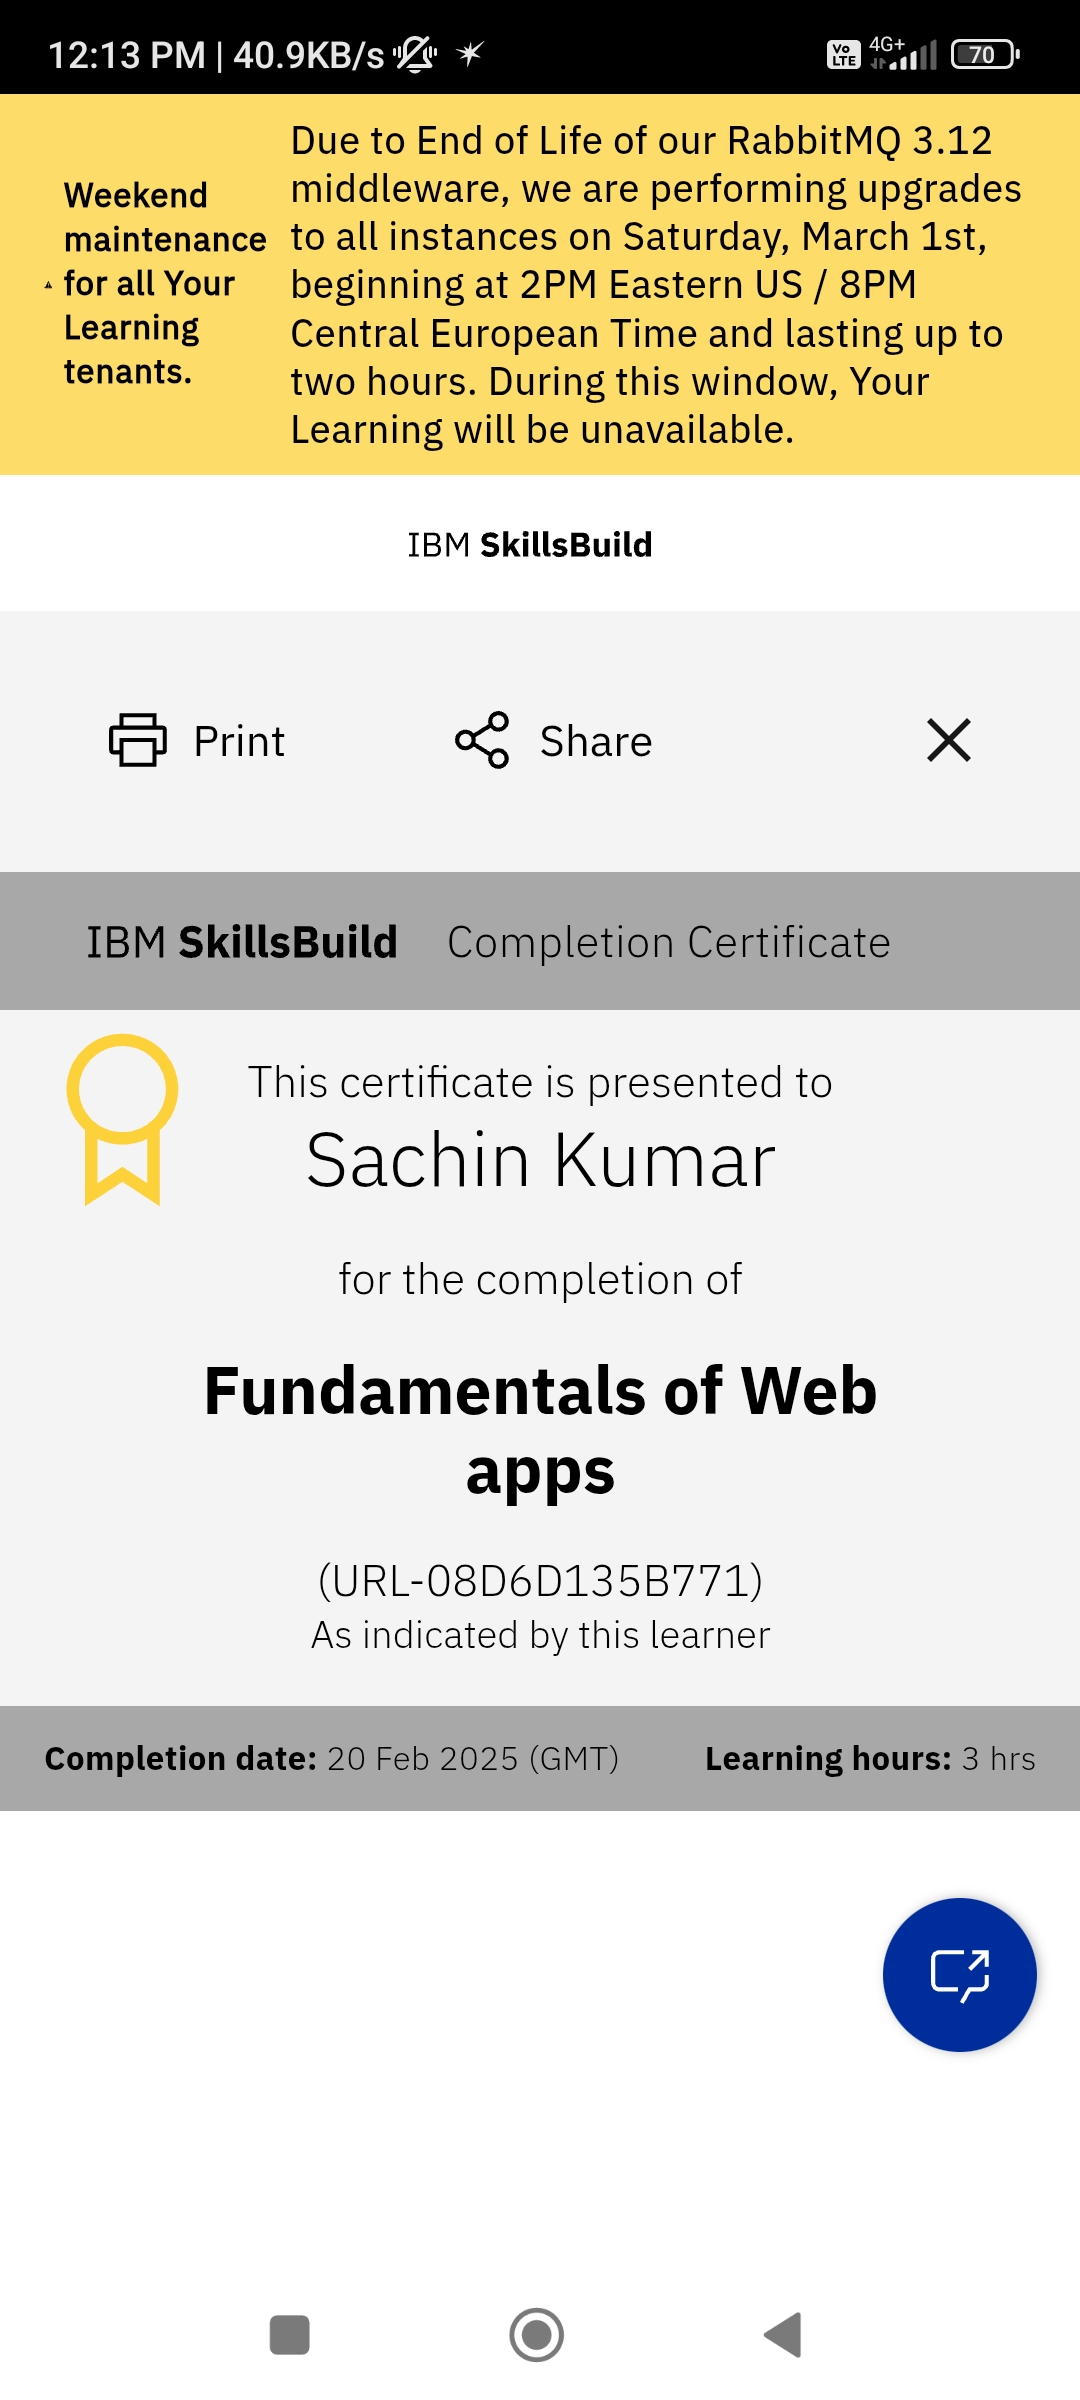 12:13 PM | 40.9KB/s
Vo LTE 4G+ 70
Weekend
maintenance
for all Your
Learning
tenants.
Due to End of Life of our RabbitMQ 3.12
middleware, we are performing upgrades
to all instances on Saturday, March 1st,
beginning at 2PM Eastern US / 8PM
Central European Time and lasting up to
two hours. During this window, Your
Learning will be unavailable.
IBM SkillsBuild
Print Share
IBM SkillsBuild Completion Certificate
This certificate is presented to
Sachin Kumar
for the completion of
Fundamentals of Web
apps
(URL-08D6D135B771)
As indicated by this learner
Completion date: 20 Feb 2025 (GMT) Learning hours: 3 hrs